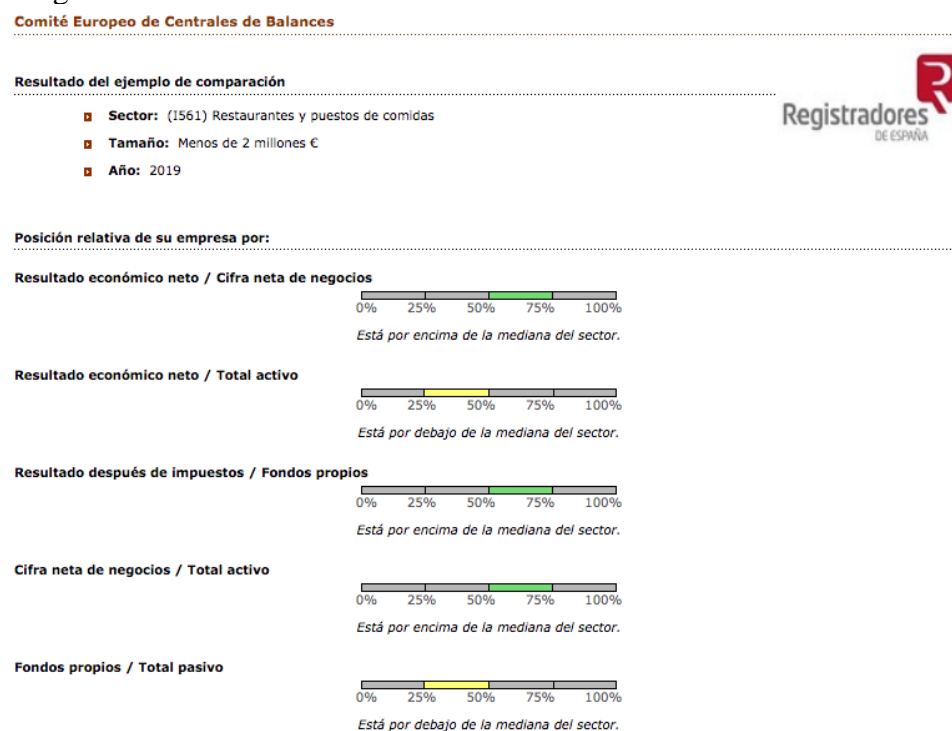 Comité Europeo de Centrales de Balances
Resultado del ejemplo de comparación
Registradores
DE ESPAÑA
Sector: (I561) Restaurantes y puestos de comidas
Tamaño: Menos de 2 millones €
Año: 2019
Posición relativa de su empresa por:
Resultado económico neto / Cifra neta de negocios
0% 25% 50% 75% 100%
Está por encima de la mediana del sector.
Resultado económico neto / Total activo
0% 25% 50% 75% 100%
Está por debajo de la mediana del sector.
Resultado después de impuestos / Fondos propios
0% 25% 50% 75% 100%
Está por encima de la mediana del sector.
Cifra neta de negocios / Total activo
0% 25% 50% 75% 100%
Está por encima de la mediana del sector.
Fondos propios / Total pasivo
0% 25% 50% 75% 100%
Está por debajo de la mediana del sector.